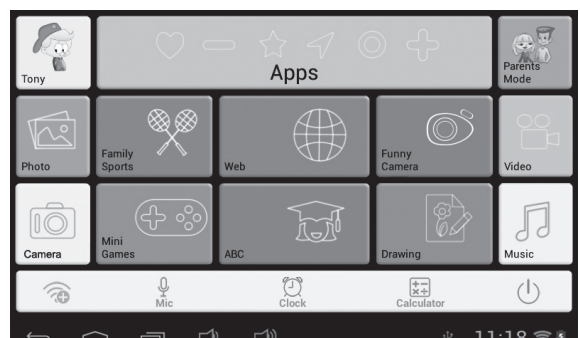 Apps
Tony
Parents
Mode
Photo
Family
Sports
Web
Funny
Camera
Video
Camera
Mini
Games
ABC
Drawing
Music
Mic
Clock
Calculator
11:18